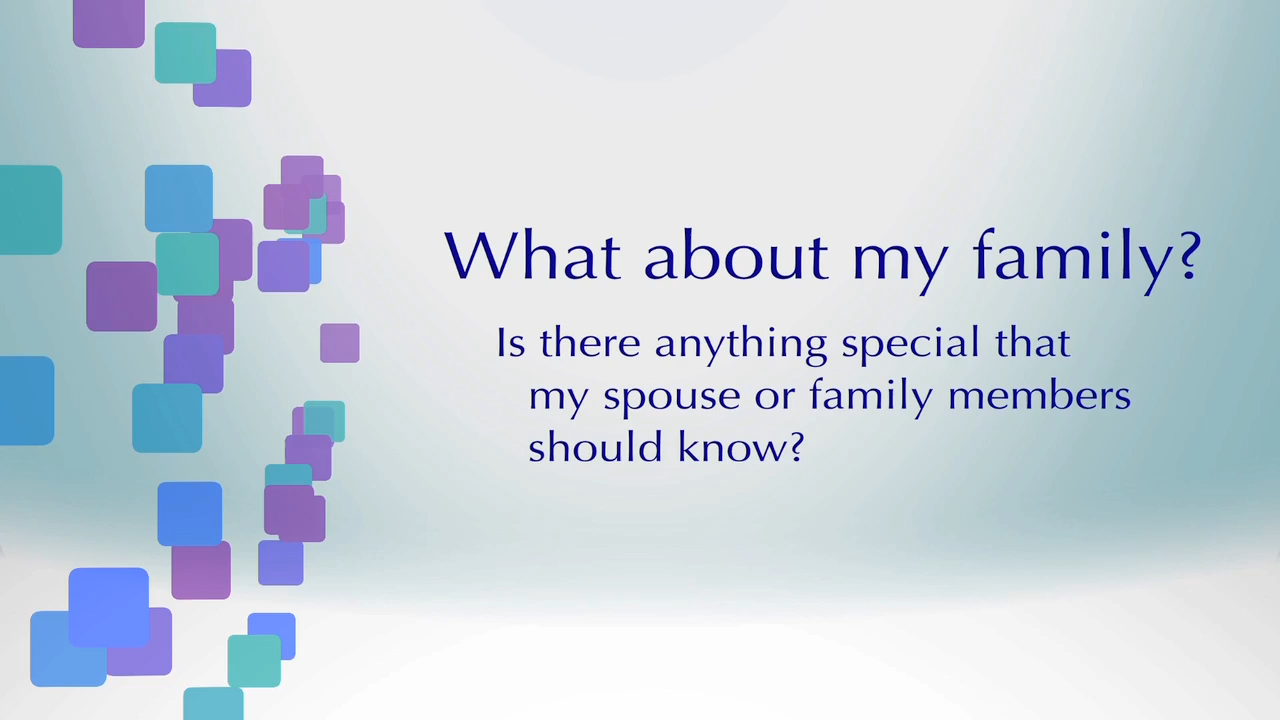 What about my family?
Is there anything special that
my spouse or family members
should know?